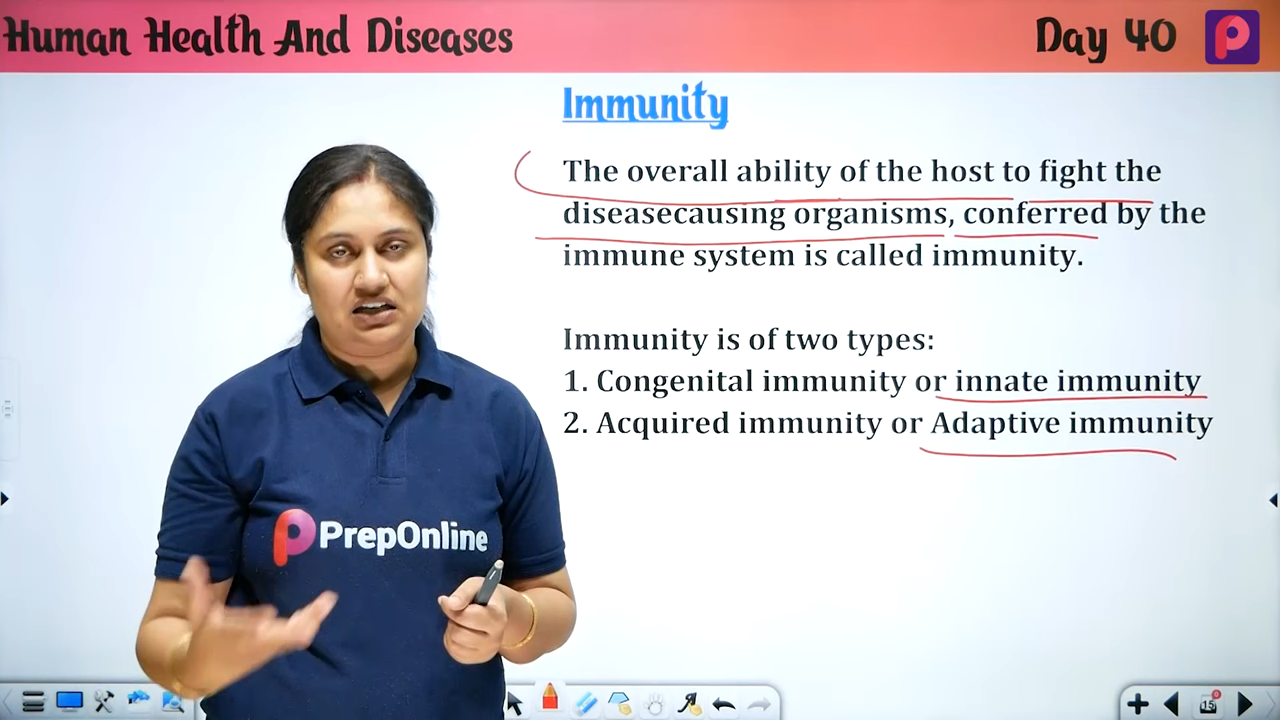 Human Health And Diseases
Day 40
Immunity
The overall ability of the host to fight the
diseasecausing organisms, conferred by the
immune system is called immunity.
Immunity is of two types:
1. Congenital immunity or innate immunity
2. Acquired immunity or Adaptive immunity
PrepOnline
15